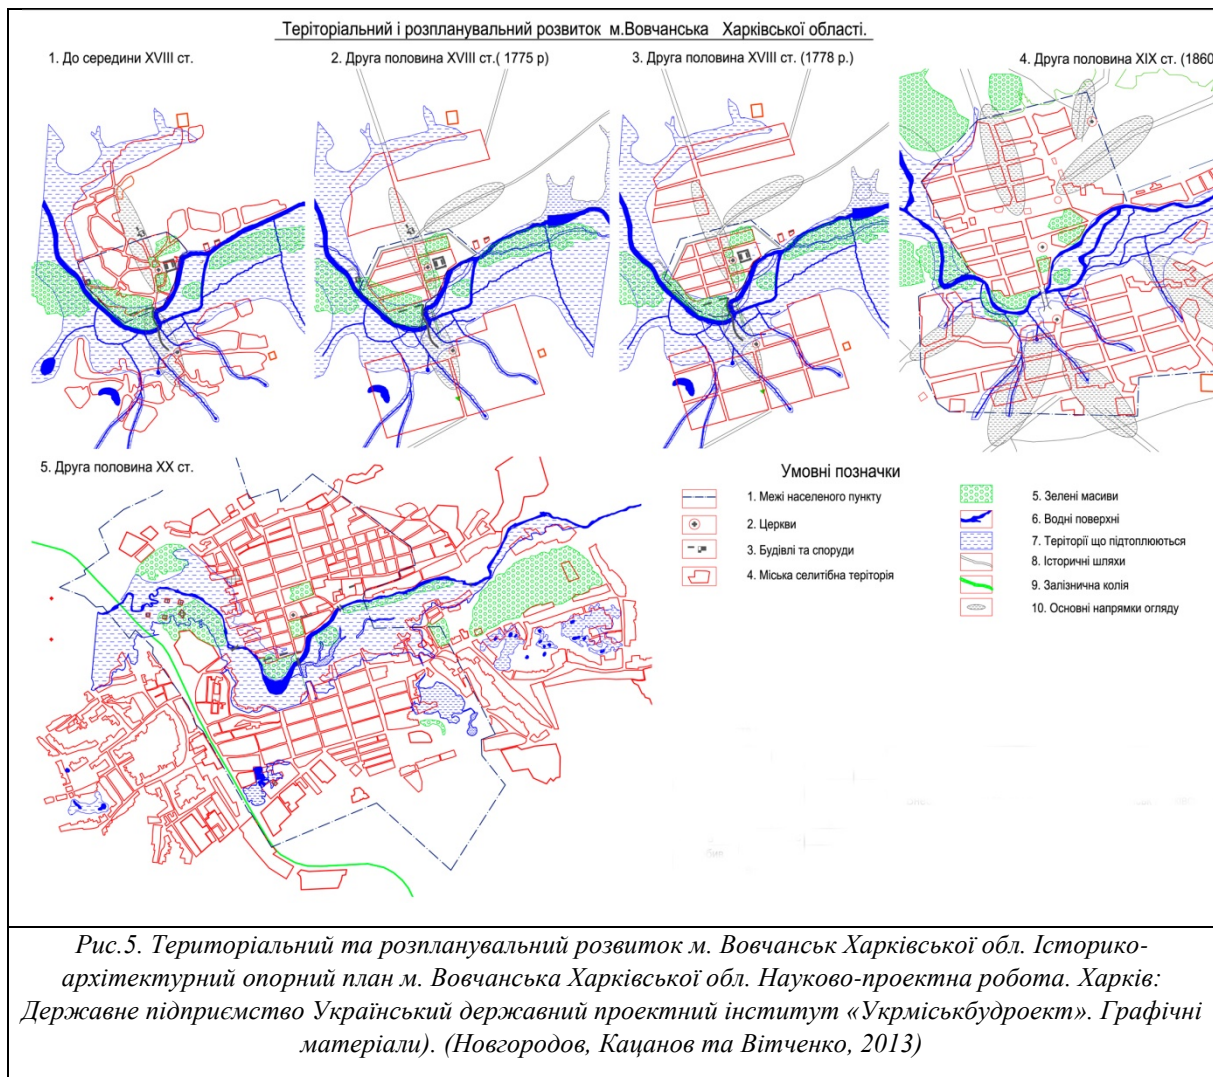 Теріторіальний і розпланувальний розвиток м.Вовчанська Харківської області.
1. До середини XVIII ст.
2. Друга половина XVIII ст.( 1775 р)
3. Друга половина XVIII ст. (1778 р.)
4. Друга половина XIX ст. (1860
5. Друга половина XX ст.
Умовні позначки
1. Межі населеного пункту
2. Церкви
3. Будівлі та споруди
4. Міська селитібна теріторія
5. Зелені масиви
6. Водні поверхні
7. Теріторії що підтоплюються
8. Історичні шляхи
9. Залізнична колія
10. Основні напрямки огляду
Рис.5. Територіальний та розпланувальний розвиток м. Вовчанськ Харківської обл. Історико-
архітектурний опорний план м. Вовчанська Харківської обл. Науково-проектна робота. Харків:
Державне підприємство Український державний проектний інститут «Укрміськбудроект». Графічні
матеріали). (Новгородов, Кацанов та Вітченко, 2013)